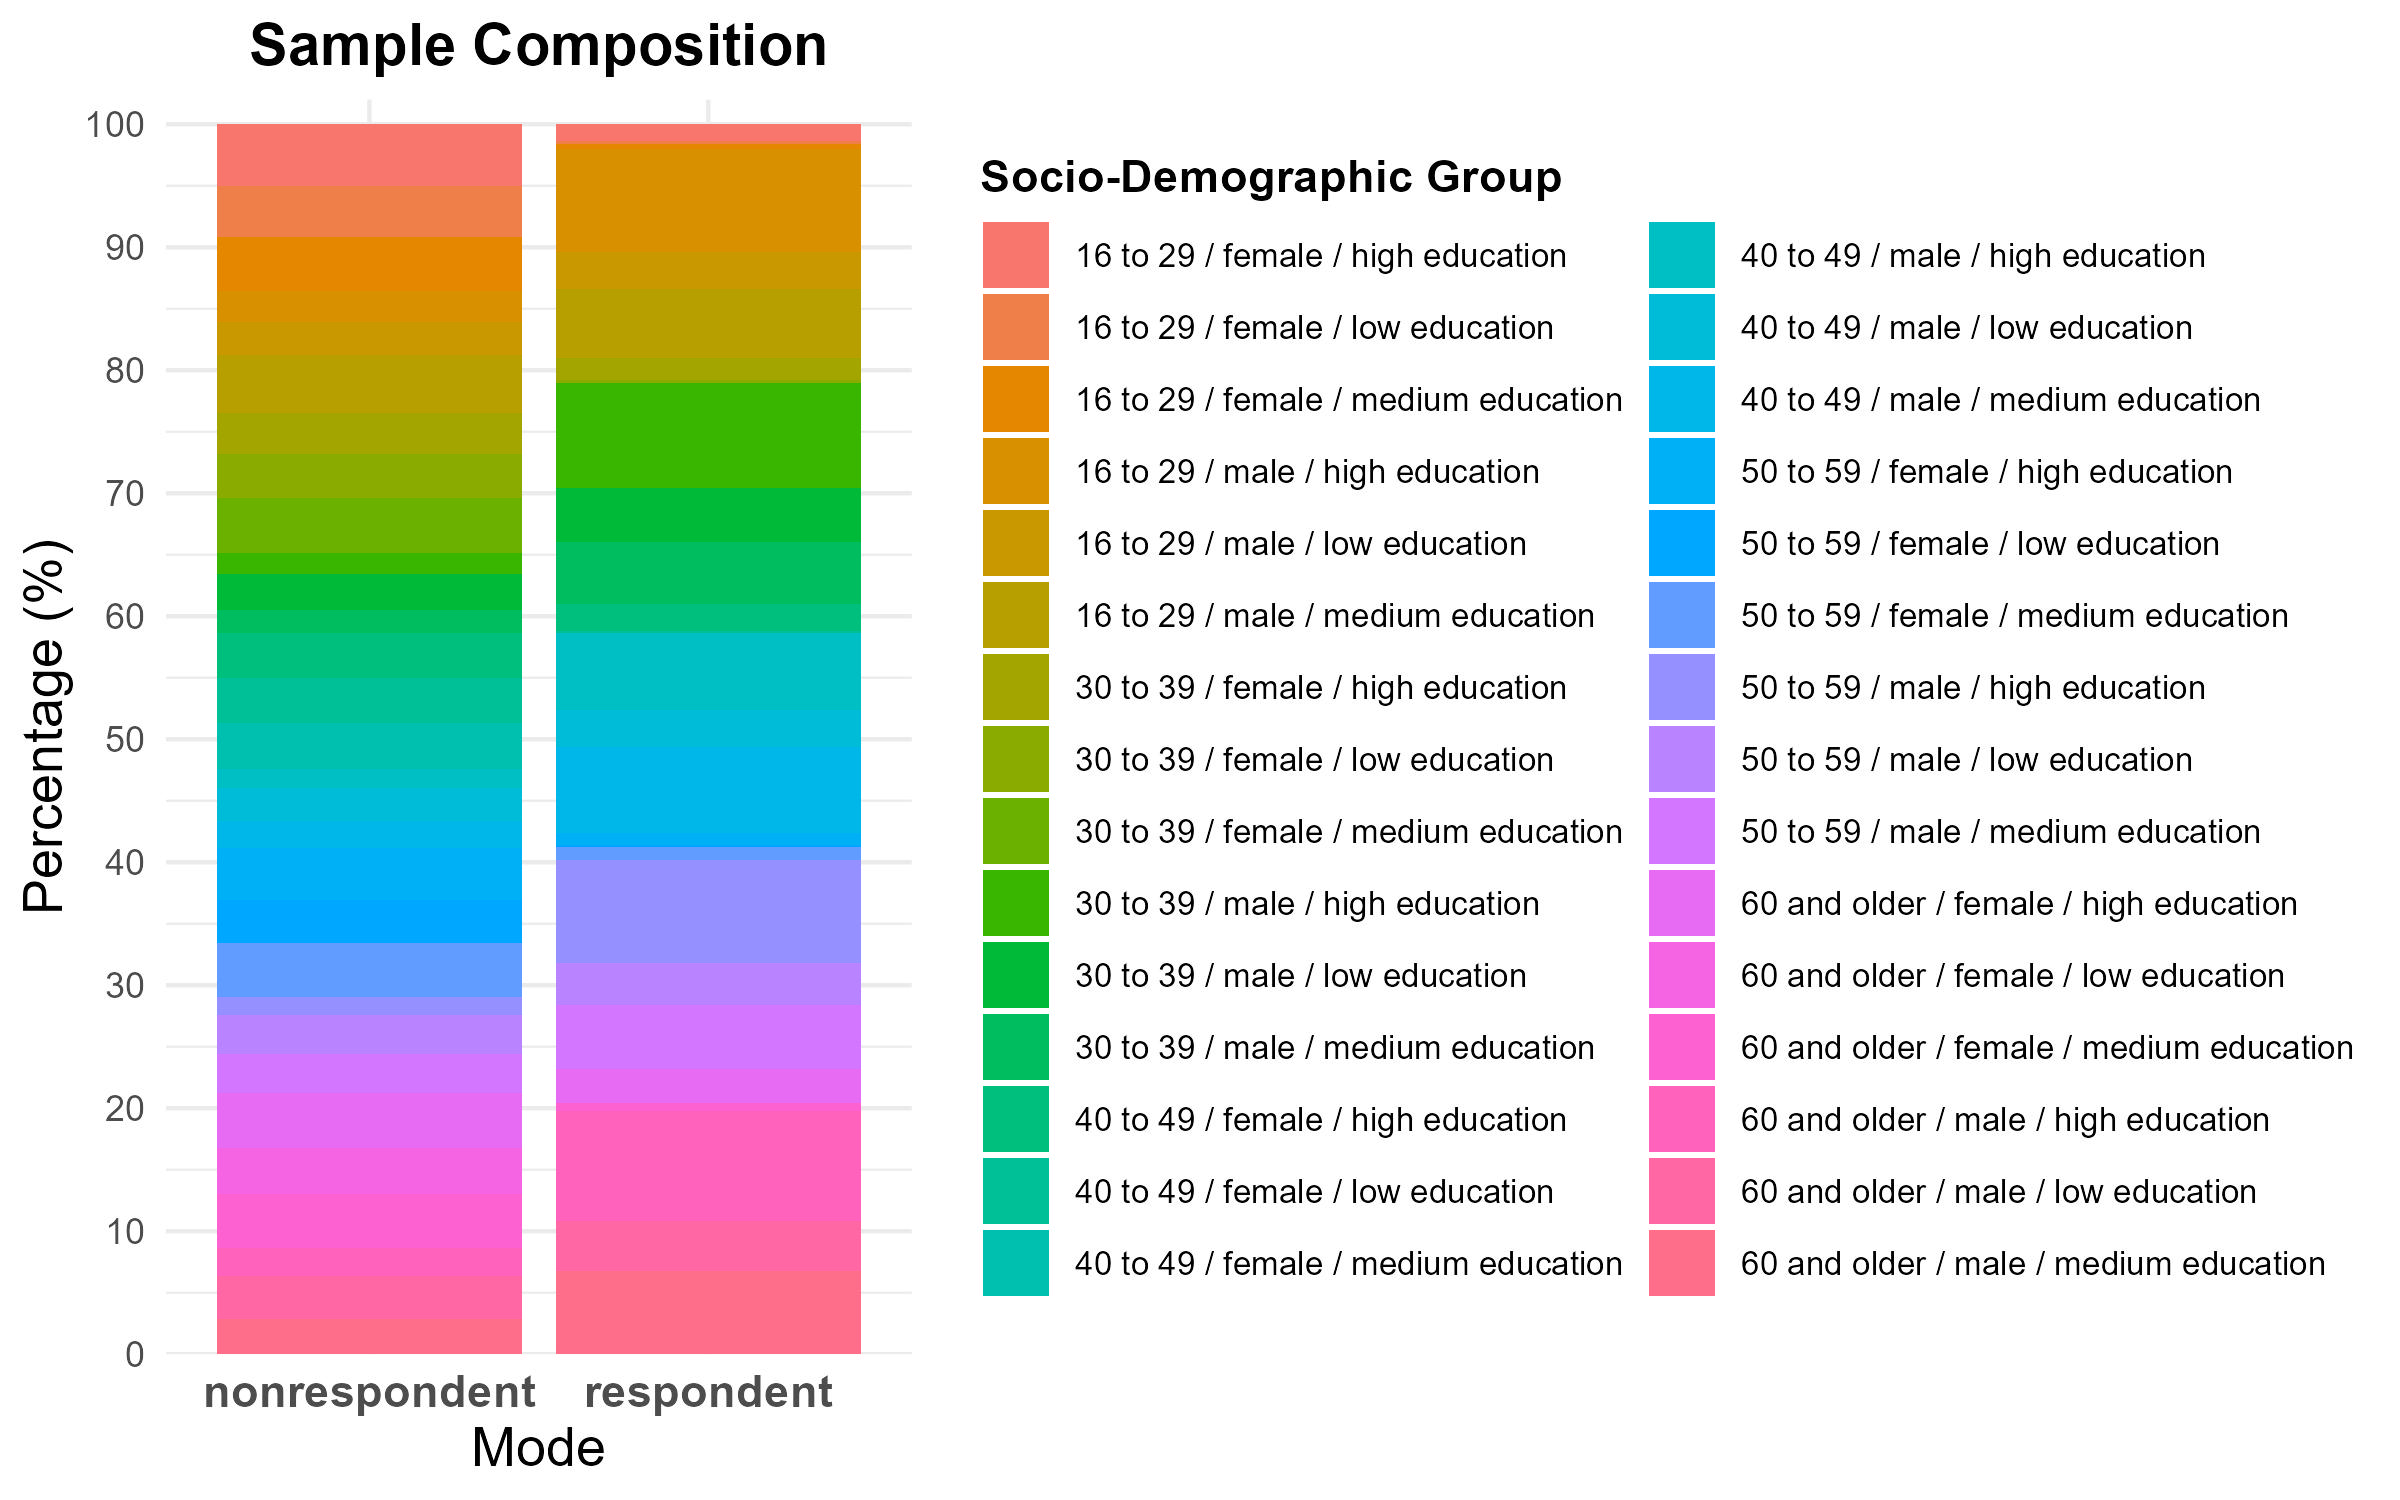 Sample Composition
Percentage (%)
100
90
80
70
60
50
40
30
20
10
0
nonrespondent
respondent
Mode
Socio-Demographic Group
16 to 29 / female / high education
16 to 29 / female / low education
16 to 29 / female / medium education
16 to 29 / male / high education
16 to 29 / male / low education
16 to 29 / male / medium education
30 to 39 / female / high education
30 to 39 / female / low education
30 to 39 / female / medium education
30 to 39 / male / high education
30 to 39 / male / low education
30 to 39 / male / medium education
40 to 49 / female / high education
40 to 49 / female / low education
40 to 49 / female / medium education
40 to 49 / male / high education
40 to 49 / male / low education
40 to 49 / male / medium education
50 to 59 / female / high education
50 to 59 / female / low education
50 to 59 / female / medium education
50 to 59 / male / high education
50 to 59 / male / low education
50 to 59 / male / medium education
60 and older / female / high education
60 and older / female / low education
60 and older / female / medium education
60 and older / male / high education
60 and older / male / low education
60 and older / male / medium education